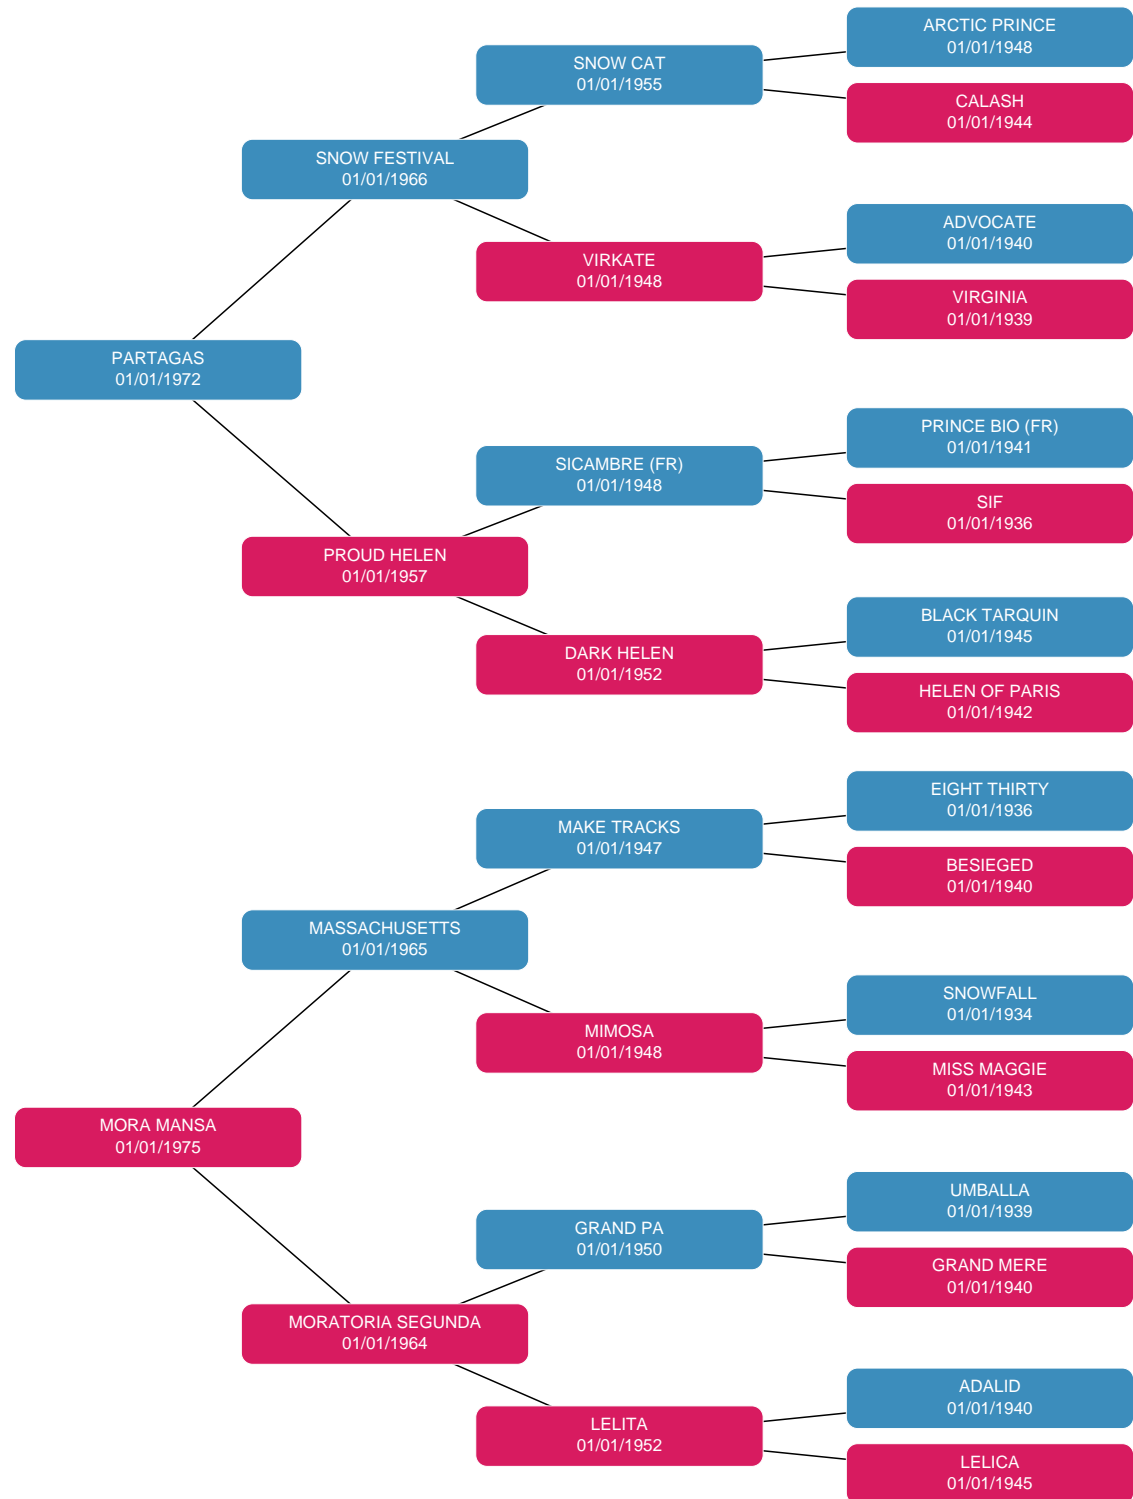 ARCTIC PRINCE
01/01/1948
SNOW CAT
01/01/1955
CALASH
01/01/1944
SNOW FESTIVAL
01/01/1966
ADVOCATE
01/01/1940
VIRKATE
01/01/1948
VIRGINIA
01/01/1939
PARTAGAS
01/01/1972
PRINCE BIO (FR)
01/01/1941
SICAMBRE (FR)
01/01/1948
SIF
01/01/1936
PROUD HELEN
01/01/1957
BLACK TARQUIN
01/01/1945
DARK HELEN
01/01/1952
HELEN OF PARIS
01/01/1942
EIGHT THIRTY
01/01/1936
MAKE TRACKS
01/01/1947
BESIEGED
01/01/1940
MASSACHUSETTS
01/01/1965
SNOWFALL
01/01/1934
MIMOSA
01/01/1948
MISS MAGGIE
01/01/1943
MORA MANSA
01/01/1975
UMBALLA
01/01/1939
GRAND PA
01/01/1950
GRAND MERE
01/01/1940
MORATORIA SEGUNDA
01/01/1964
ADALID
01/01/1940
LELITA
01/01/1952
LELICA
01/01/1945